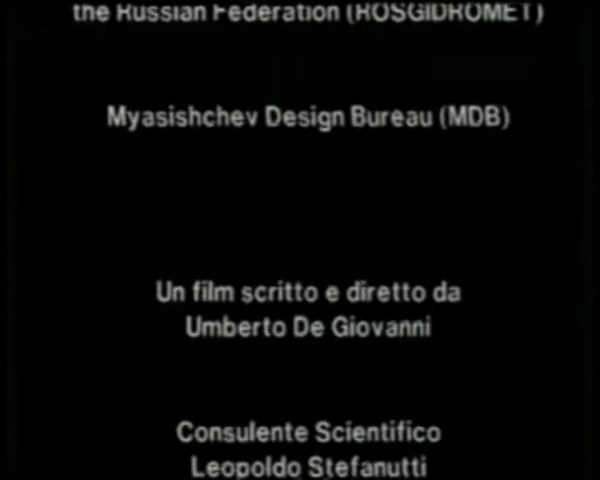 the Russian Federation (ROSGIDROMET)
Myasishchev Design Bureau (MDB)
Un film scritto e diretto da
Umberto De Giovanni
Consulente Scientifico
Leopoldo Stefanutti